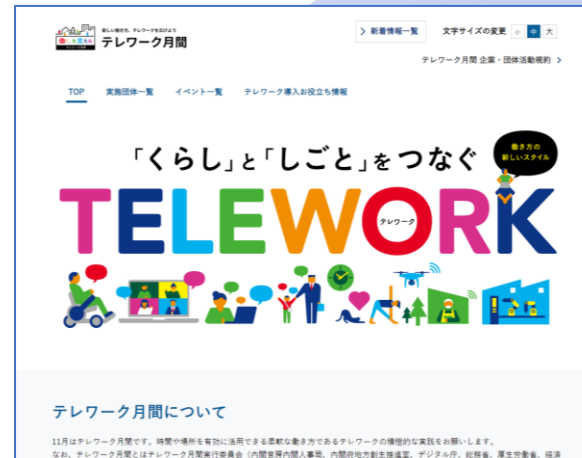 新しい働き方、テレワークを広げよう
働く、を変える
テレワーク月間
新着情報一覧
文字サイズの変更 小 中 大
テレワーク月間 企業・団体活動規約
TOP 実施団体一覧 イベント一覧 テレワーク導入お役立ち情報
働き方の
新しいスタイル
「くらし」と「しごと」をつなぐ
TELEWORK
テレワーク
テレワーク月間について
11月はテレワーク月間です。時間や場所を有効に活用できる柔軟な働き方であるテレワークの積極的な実践をお願いします。
なお、テレワーク月間とはテレワーク月間実行委員会（内閣官房内閣人事局、内閣府地方創生推進室、デジタル庁、総務省、厚生労働省、経済